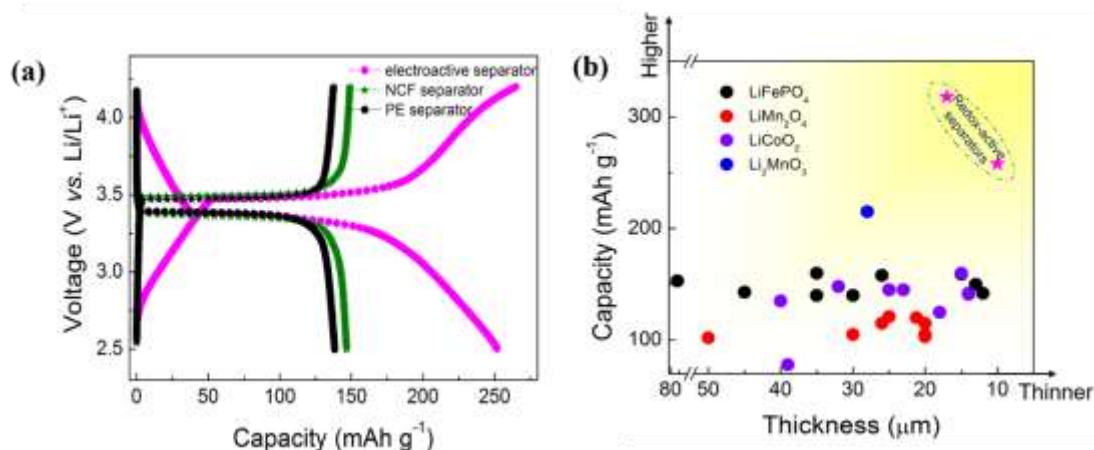 (a)
electroactive separator
NCF separator
PE separator
Voltage (V vs. Li/Li⁺)
4.0
3.5
3.0
2.5
0 50 100 150 200 250
Capacity (mAh g⁻¹)
(b)
Higher
LiFePO₄
LiMn₂O₄
LiCoO₂
Li₂MnO₃
Redox-active
separators
Capacity (mAh g⁻¹)
300
200
100
80 50 40 30 20 10 Thinner
Thickness (μm)